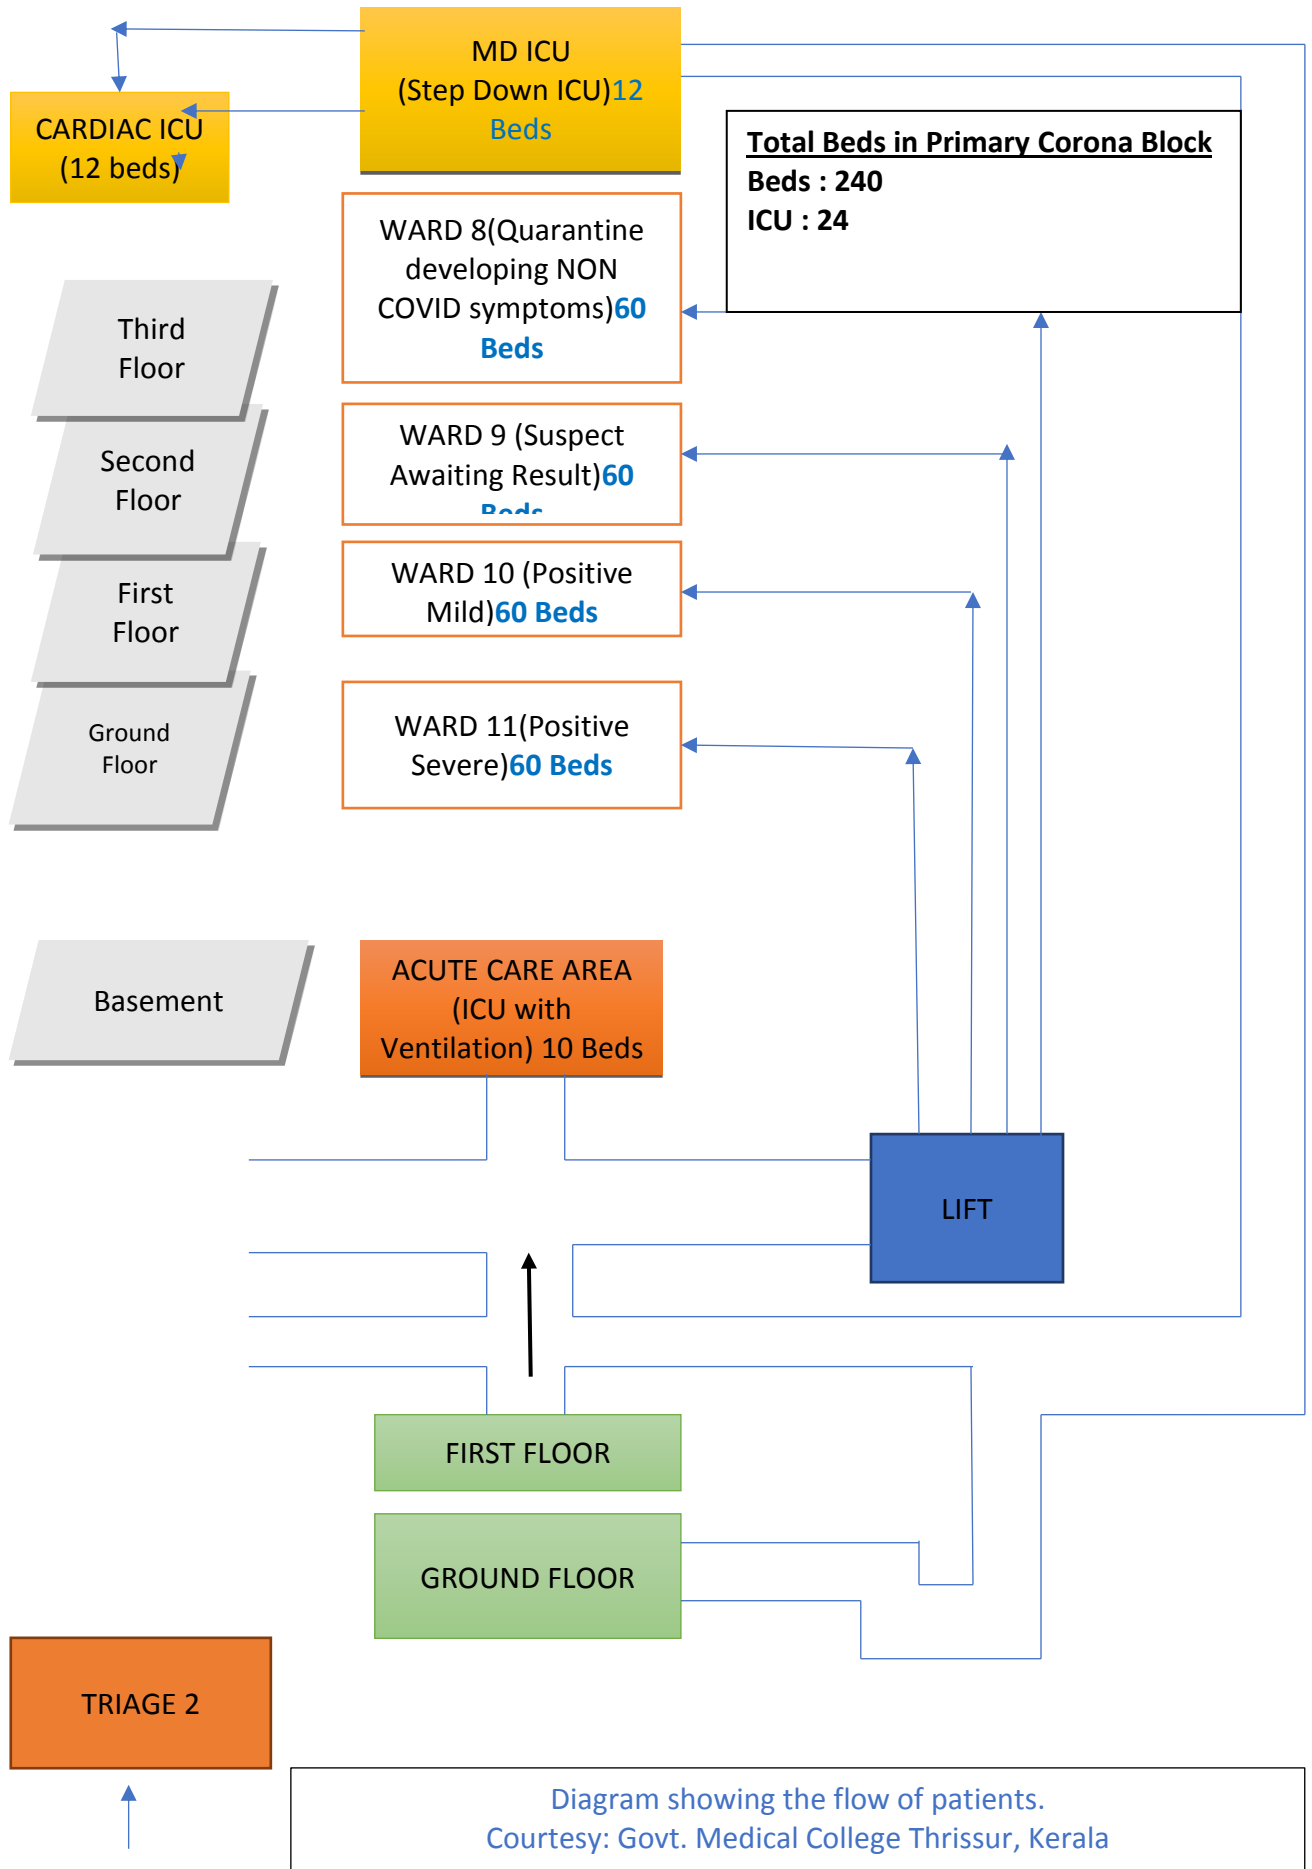 MD ICU
(Step Down ICU)12
Beds
CARDIAC ICU
(12 beds)
Total Beds in Primary Corona Block
Beds : 240
ICU : 24
WARD 8(Quarantine
developing NON
COVID symptoms)60
Beds
Third
Floor
WARD 9 (Suspect
Awaiting Result)60
Beds
Second
Floor
WARD 10 (Positive
Mild)60 Beds
First
Floor
WARD 11(Positive
Severe)60 Beds
Ground
Floor
ACUTE CARE AREA
(ICU with
Ventilation) 10 Beds
Basement
LIFT
FIRST FLOOR
GROUND FLOOR
TRIAGE 2
Diagram showing the flow of patients.
Courtesy: Govt. Medical College Thrissur, Kerala